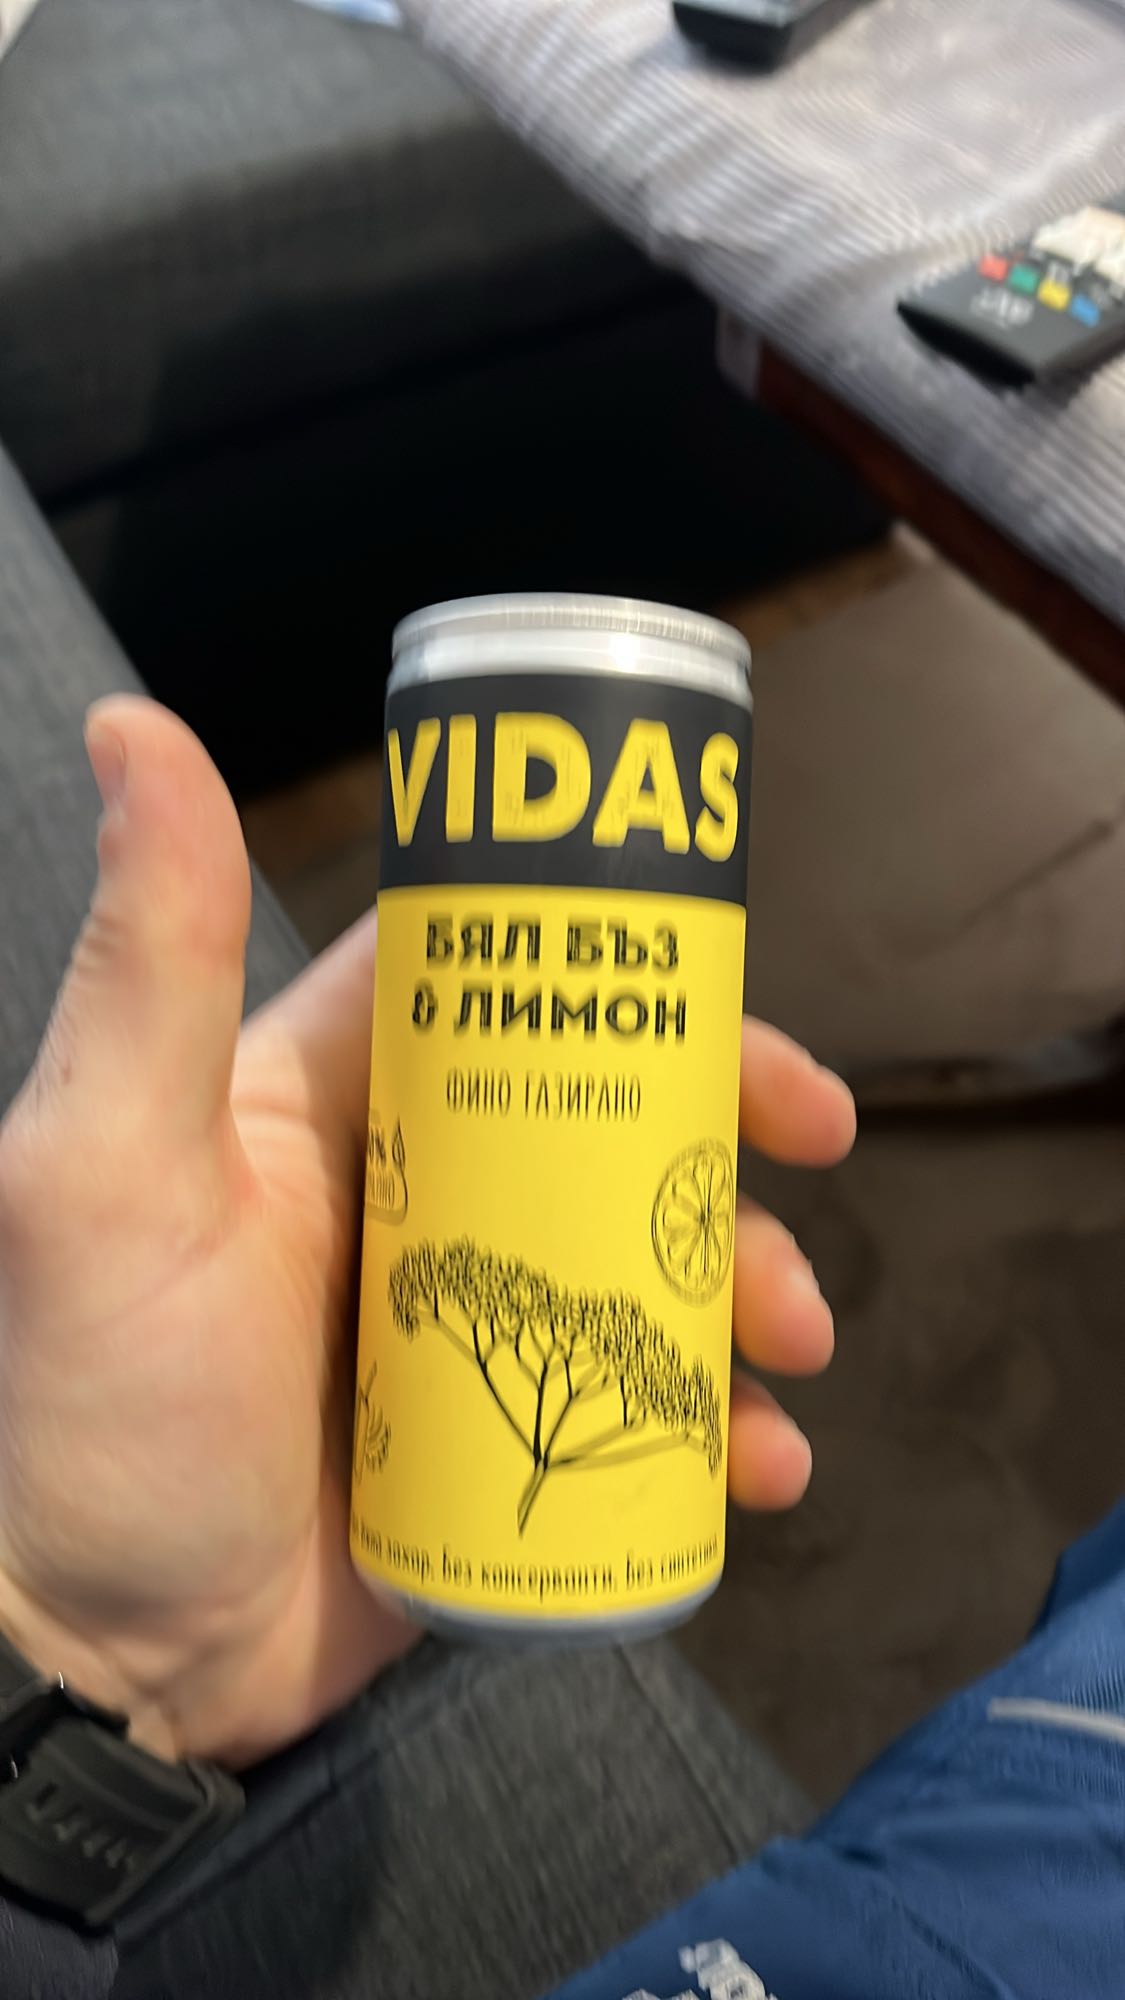 VIDAS
БЯЛ БЪЗ
& ЛИМОН
ФИНО ГАЗИРАНО
захар, без консерванти, без